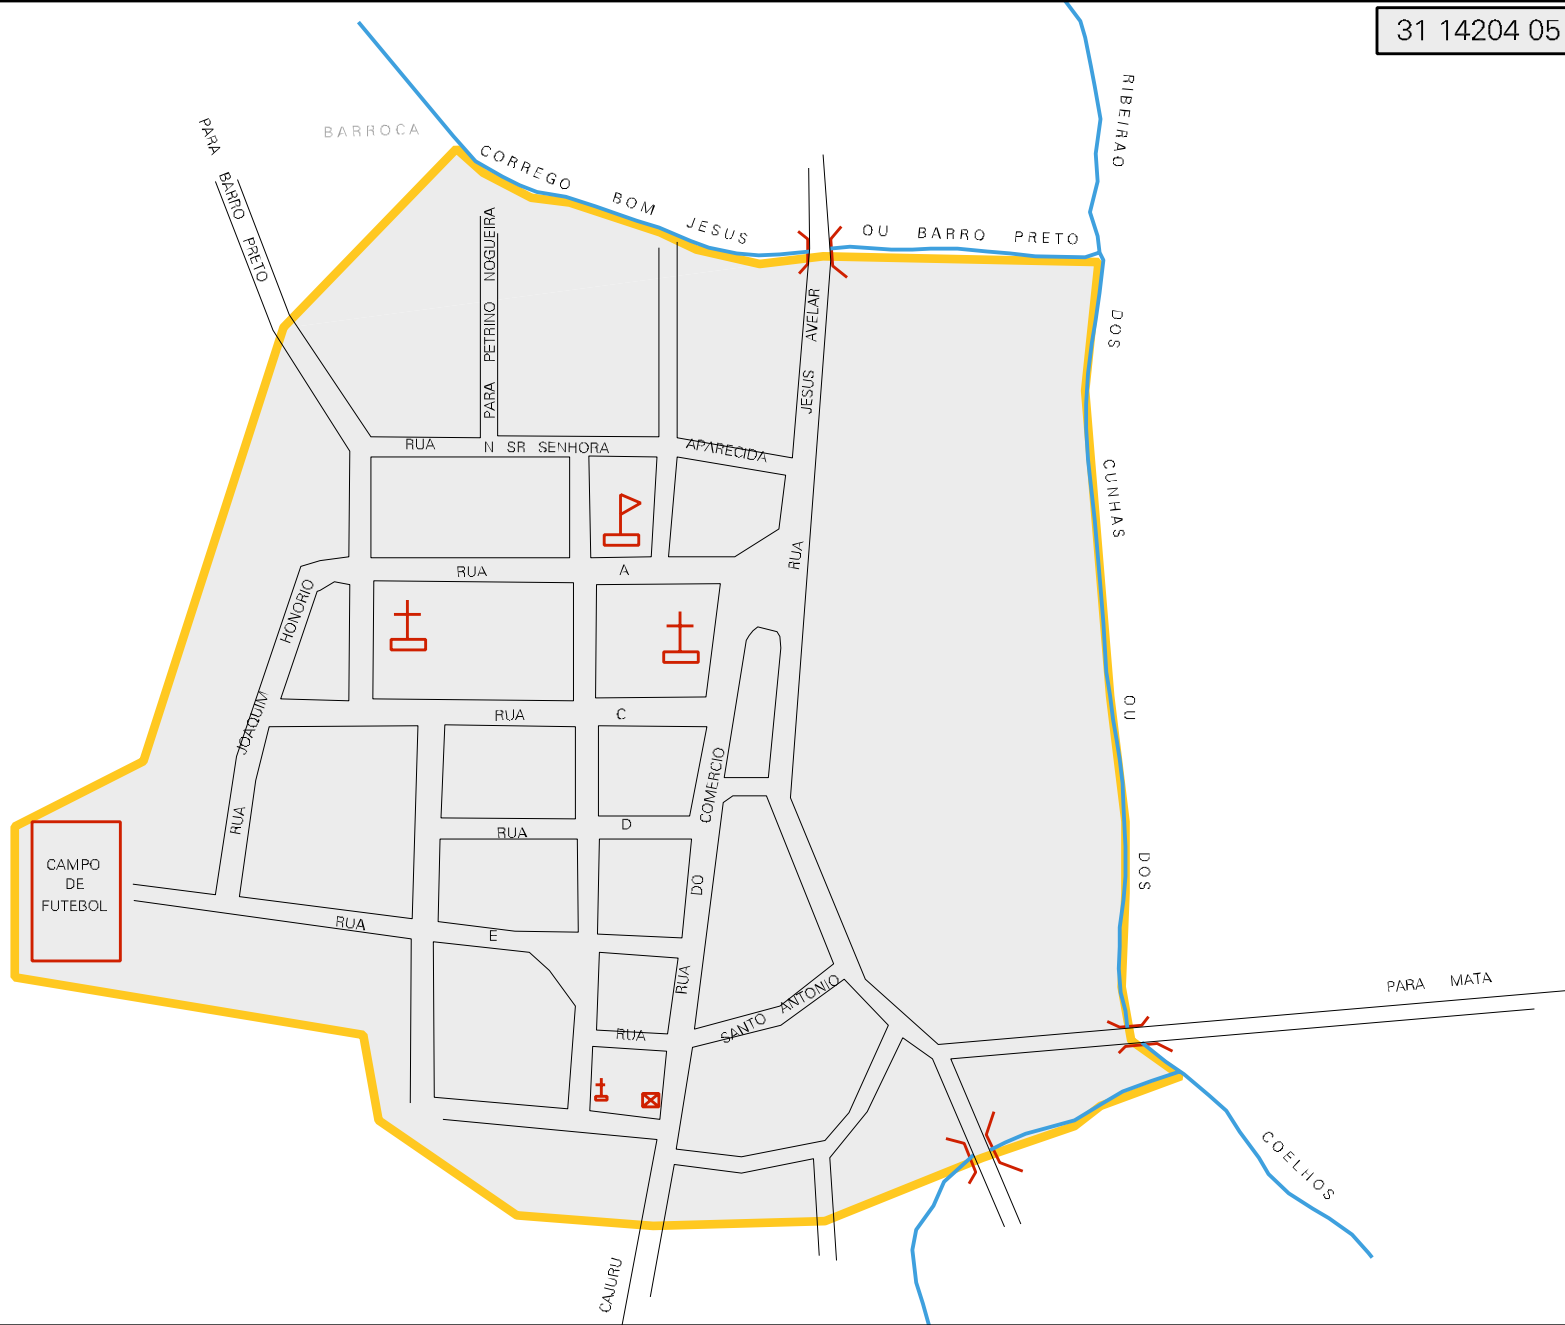 31 14204 05
RIBEIRAO
BARROCA
PARA BARRO PRETO
CORREGO BOM JESUS OU BARRO PRETO
PARA PETRINO NOGUEIRA
JESUS AVELAR
DOS
RUA N SR SENHORA APARECIDA
CUNHAS
RUA
RUA A
HONORIO
JOAQUIM
RUA
RUA C
OU
COMERCIO
DO
RUA
RUA D
DOS
CAMPO
DE
FUTEBOL
RUA E
PARA MATA
RUA SANTO ANTONIO
COELHOS
CAJURU